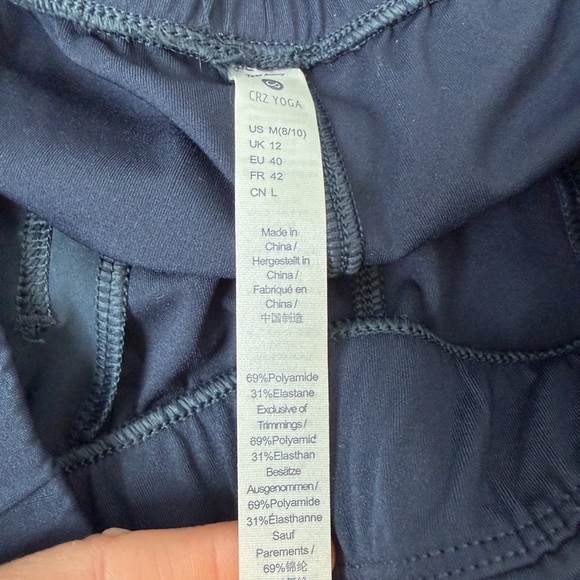 CRZ YOGA
US M(8/10)
UK 12
EU 40
FR 42
CN L
Made in
China /
Hergestellt in
China /
Fabriqué en
China /
中国制造
69%Polyamide
31%Elastane
Exclusive of
Trimmings /
69%Polyamid
31%Elasthan
Besätze
Ausgenommen /
69%Polyamide
31%Élasthanne
Sauf
Parements /
69%锦纶